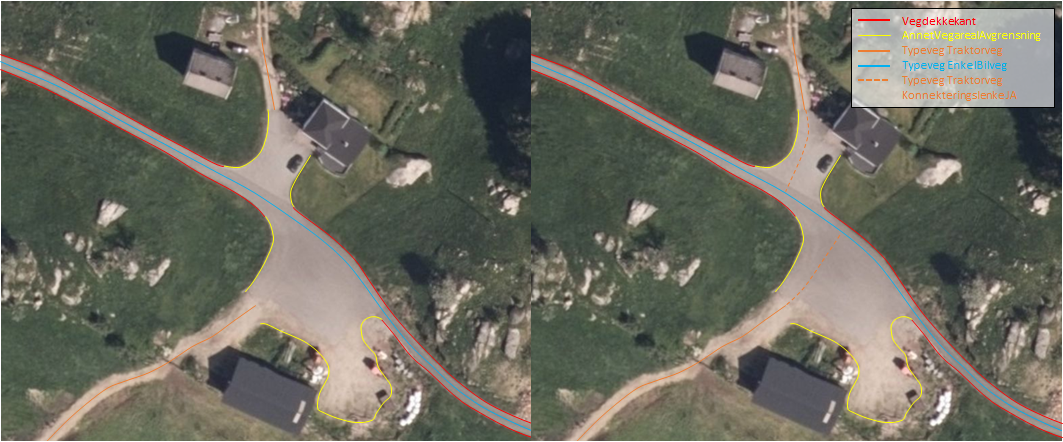 Vegdekkekant
AnnetVegarealAvgrensning
Typeveg Traktorveg
Typeveg EnkelBilveg
Typeveg Traktorveg
KonnekteringslenkeJA